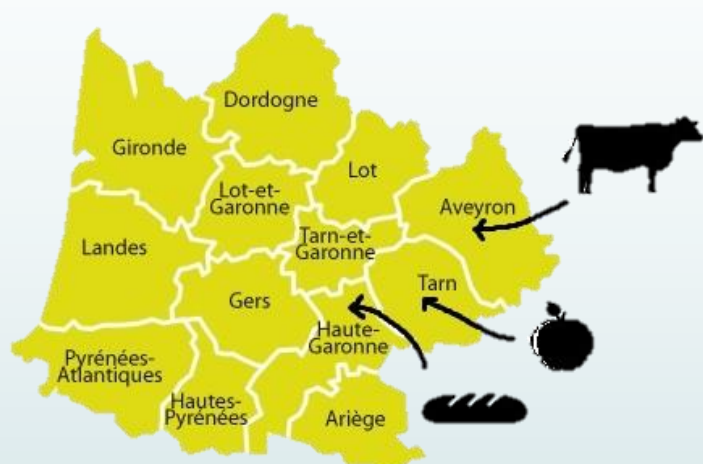 Dordogne
Gironde
Lot
Lot-et-
Garonne
Aveyron
Landes
Tarn-et-
Garonne
Tarn
Gers
Haute-
Garonne
Pyrénées-
Atlantiques
Hautes-
Pyrénées
Ariège